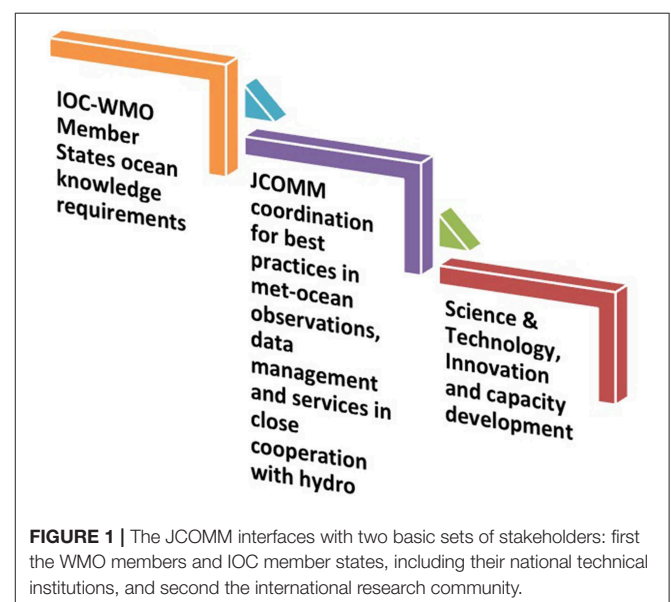 IOC-WMO
Member
States ocean
knowledge
requirements
JCOMM
coordination
for best
practices in
met-ocean
observations,
data
management
and services in
close
cooperation
with hydro
Science &
Technology,
Innovation
and capacity
development
FIGURE 1 | The JCOMM interfaces with two basic sets of stakeholders: first
the WMO members and IOC member states, including their national technical
institutions, and second the international research community.